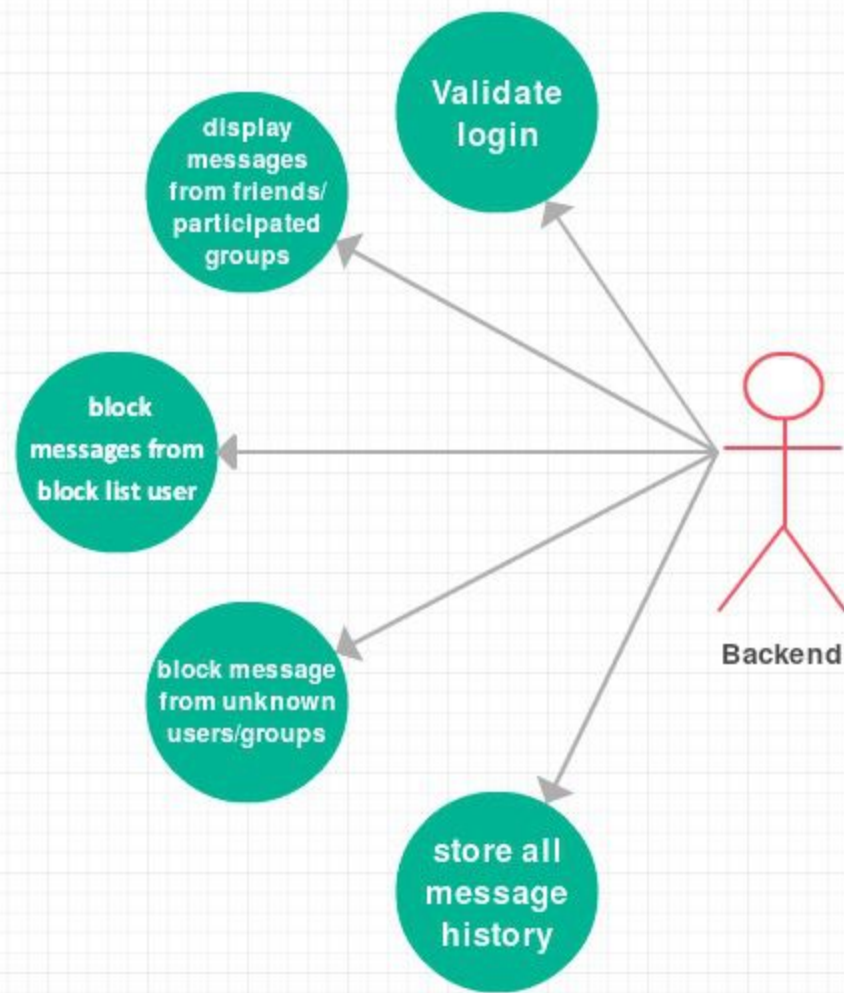 Validate
login
display
messages
from friends/
participated
groups
block
messages from
block list user
block message
from unknown
users/groups
store all
message
history
Backend